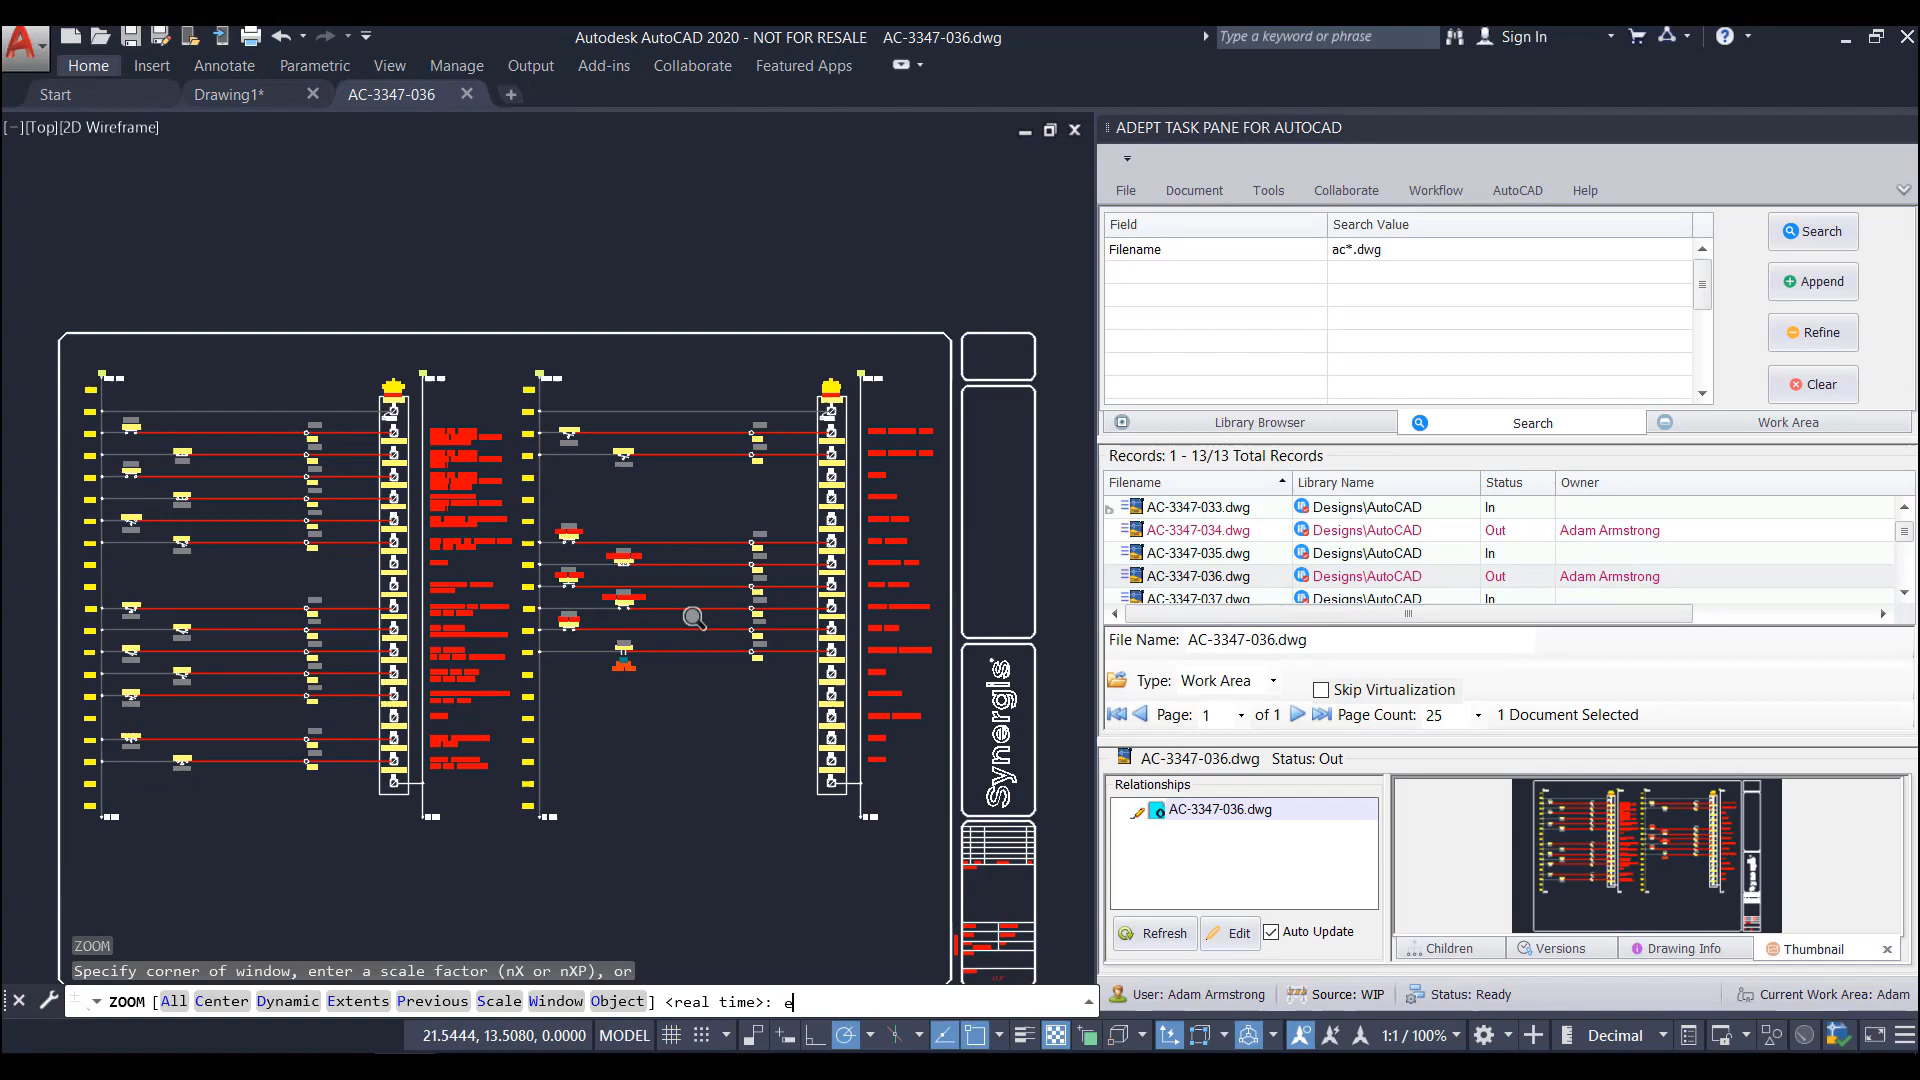 Autodesk AutoCAD 2020 - NOT FOR RESALE AC-3347-036.dwg
Type a keyword or phrase
Sign In
Home Insert Annotate Parametric View Manage Output Add-ins Collaborate Featured Apps
Start Drawing1* AC-3347-036
[−][Top][2D Wireframe]
ADEPT TASK PANE FOR AUTOCAD
File Document Tools Collaborate Workflow AutoCAD Help
Field Search Value
Filename ac*.dwg
Search
Append
Refine
Clear
Library Browser Search Work Area
Records: 1 - 13/13 Total Records
Filename Library Name Status Owner
AC-3347-033.dwg Designs\AutoCAD In
AC-3347-034.dwg Designs\AutoCAD Out Adam Armstrong
AC-3347-035.dwg Designs\AutoCAD In
AC-3347-036.dwg Designs\AutoCAD Out Adam Armstrong
AC-3347-037.dwg Designs\AutoCAD In
File Name: AC-3347-036.dwg
Type: Work Area Skip Virtualization
Page: 1 of 1 Page Count: 25 1 Document Selected
AC-3347-036.dwg Status: Out
Relationships
AC-3347-036.dwg
Refresh Edit Auto Update
Children Versions Drawing Info Thumbnail
User: Adam Armstrong Source: WIP Status: Ready Current Work Area: Adam
Synergis
ZOOM
Specify corner of window, enter a scale factor (nX or nXP), or
ZOOM [All Center Dynamic Extents Previous Scale Window Object] <real time>: e
21.5444, 13.5080, 0.0000 MODEL 1:1 / 100% Decimal